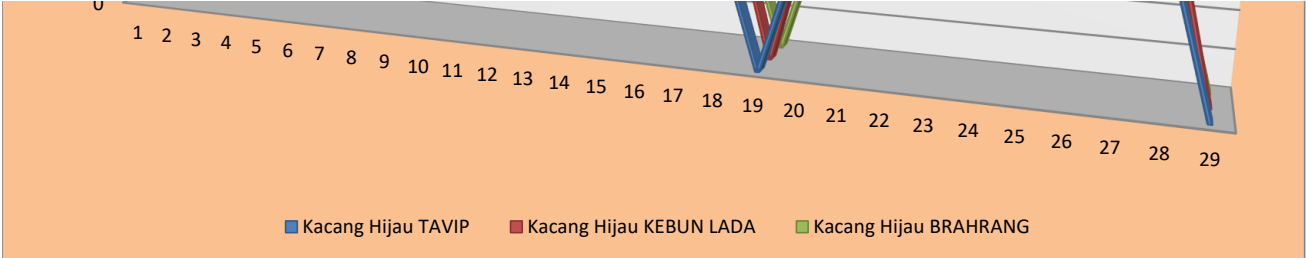 0
1 2 3 4 5 6 7 8 9 10 11 12 13 14 15 16 17 18 19 20 21 22 23 24 25 26 27 28 29
Kacang Hijau TAVIP Kacang Hijau KEBUN LADA Kacang Hijau BRAHRANG